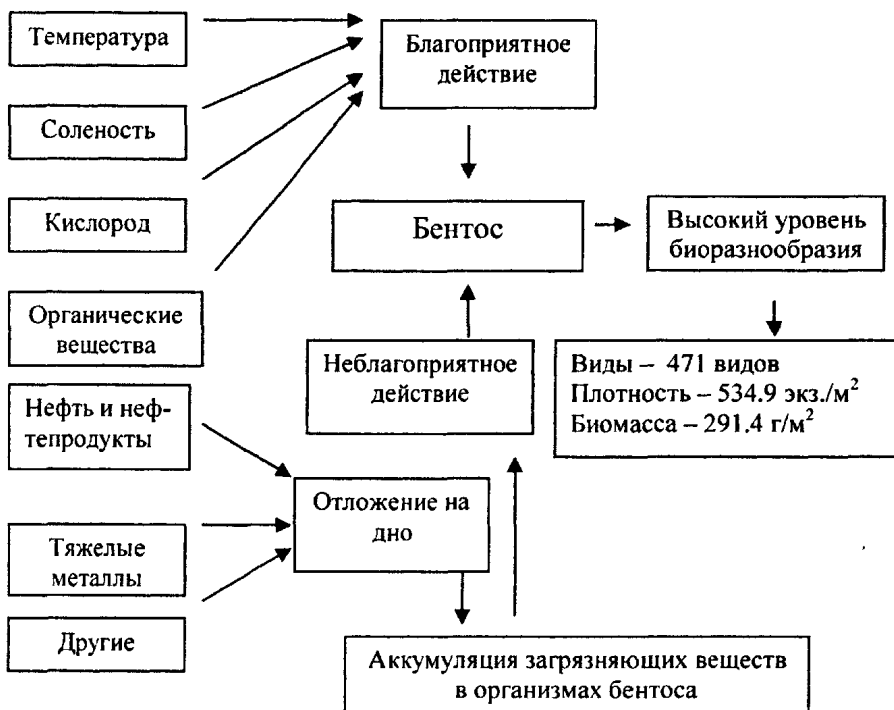 Температура
Благоприятное
действие
Соленость
Кислород
Бентос
Высокий уровень
биоразнообразия
Органические
вещества
Неблагоприятное
действие
Виды – 471 видов
Плотность – 534.9 экз./м²
Биомасса – 291.4 г/м²
Нефть и неф-
тепродукты
Отложение на
дно
Тяжелые
металлы
Другие
Аккумуляция загрязняющих веществ
в организмах бентоса